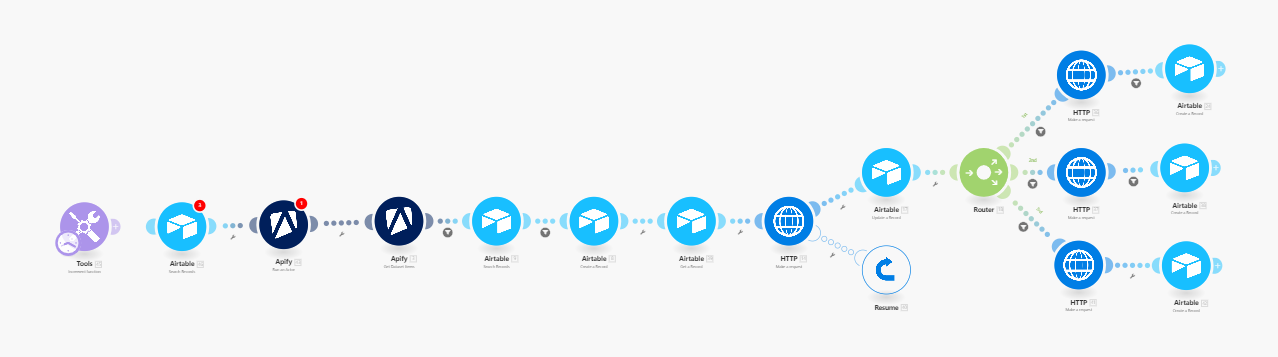 Tools
Increment function
3
Airtable
Search Records
1
Apify
Run an Actor
Apify
Get Dataset Items
Airtable
Search Records
Airtable
Create a Record
Airtable
Get a Record
HTTP
Make a request
Airtable
Update a Record
Resume
Router
1st
2nd
3rd
HTTP
Make a request
Airtable
Create a Record
HTTP
Make a request
Airtable
Create a Record
HTTP
Make a request
Airtable
Create a Record